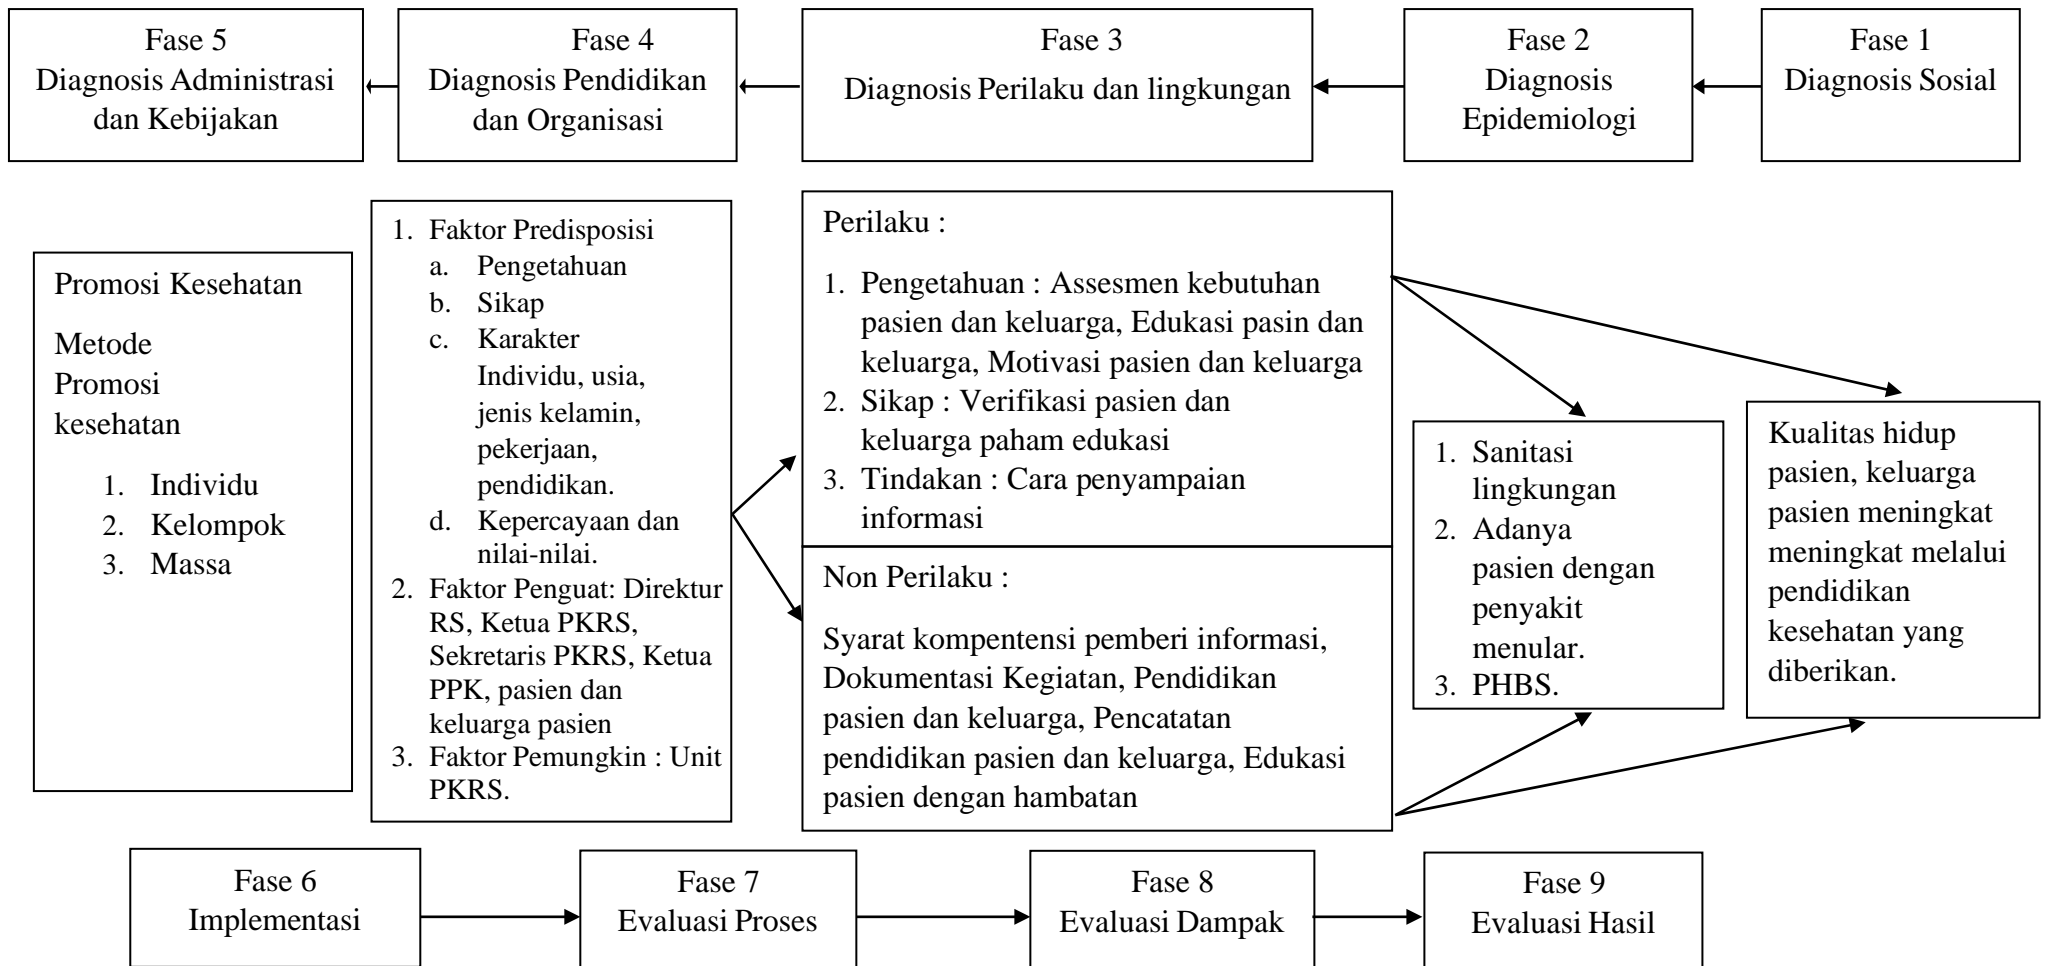 Fase 5
Diagnosis Administrasi
dan Kebijakan
Fase 4
Diagnosis Pendidikan
dan Organisasi
Fase 3
Diagnosis Perilaku dan lingkungan
Fase 2
Diagnosis
Epidemiologi
Fase 1
Diagnosis Sosial
Promosi Kesehatan
Metode
Promosi
kesehatan
1. Individu
2. Kelompok
3. Massa
1. Faktor Predisposisi
a. Pengetahuan
b. Sikap
c. Karakter
Individu, usia,
jenis kelamin,
pekerjaan,
pendidikan.
d. Kepercayaan dan
nilai-nilai.
2. Faktor Penguat: Direktur
RS, Ketua PKRS,
Sekretaris PKRS, Ketua
PPK, pasien dan
keluarga pasien
3. Faktor Pemungkin : Unit
PKRS.
Perilaku :
1. Pengetahuan : Assesmen kebutuhan
pasien dan keluarga, Edukasi pasin dan
keluarga, Motivasi pasien dan keluarga
2. Sikap : Verifikasi pasien dan
keluarga paham edukasi
3. Tindakan : Cara penyampaian
informasi
Non Perilaku :
Syarat kompentensi pemberi informasi,
Dokumentasi Kegiatan, Pendidikan
pasien dan keluarga, Pencatatan
pendidikan pasien dan keluarga, Edukasi
pasien dengan hambatan
1. Sanitasi
lingkungan
2. Adanya
pasien dengan
penyakit
menular.
3. PHBS.
Kualitas hidup
pasien, keluarga
pasien meningkat
meningkat melalui
pendidikan
kesehatan yang
diberikan.
Fase 6
Implementasi
Fase 7
Evaluasi Proses
Fase 8
Evaluasi Dampak
Fase 9
Evaluasi Hasil